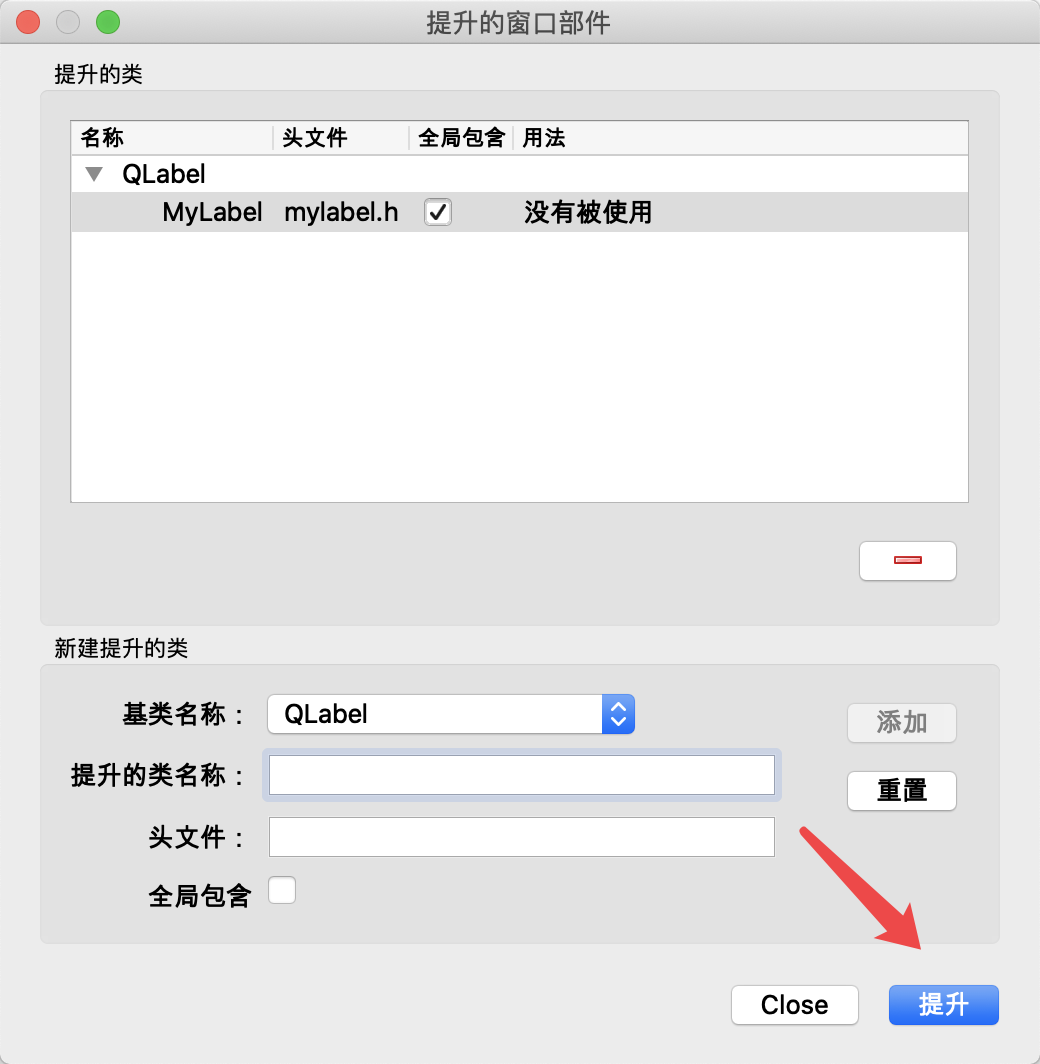 提升的窗口部件
提升的类
名称 头文件 全局包含 用法
QLabel
MyLabel mylabel.h 没有被使用
新建提升的类
基类名称： QLabel
添加
提升的类名称：
重置
头文件：
全局包含
Close 提升